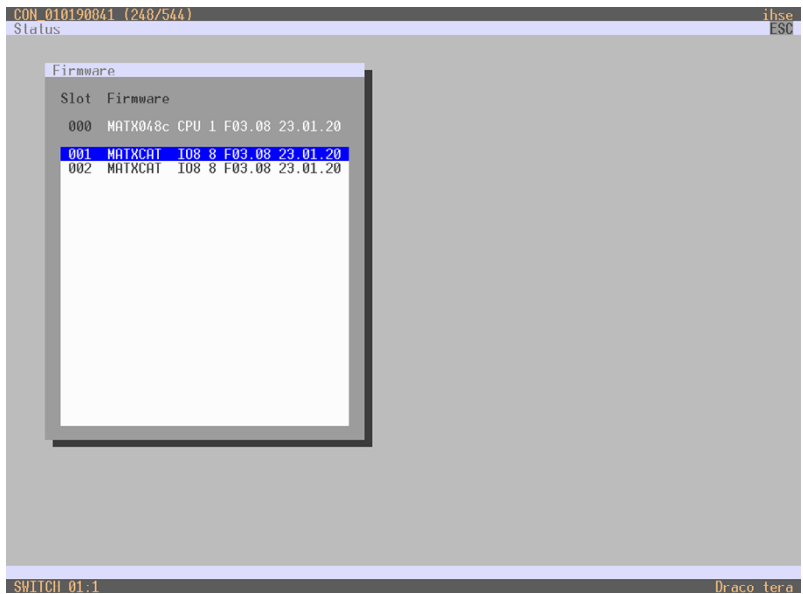 CON_010190841 (248/544) ihse
Status ESC
Firmware
Slot Firmware
000 MATX048c CPU 1 F03.08 23.01.20
001 MATXCAT IO8 8 F03.08 23.01.20
002 MATXCAT IO8 8 F03.08 23.01.20
SWITCH 01:1 Draco tera